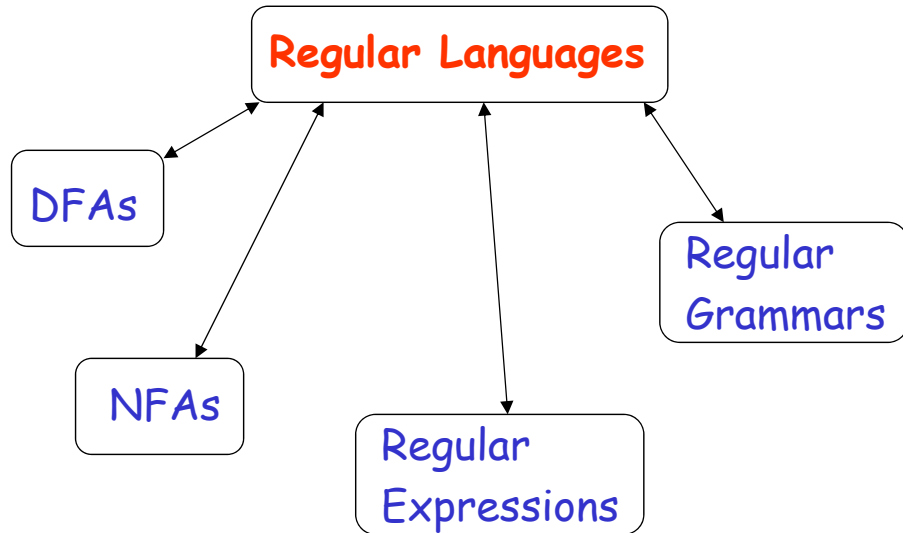 Regular Languages
DFAs
Regular
Grammars
NFAs
Regular
Expressions